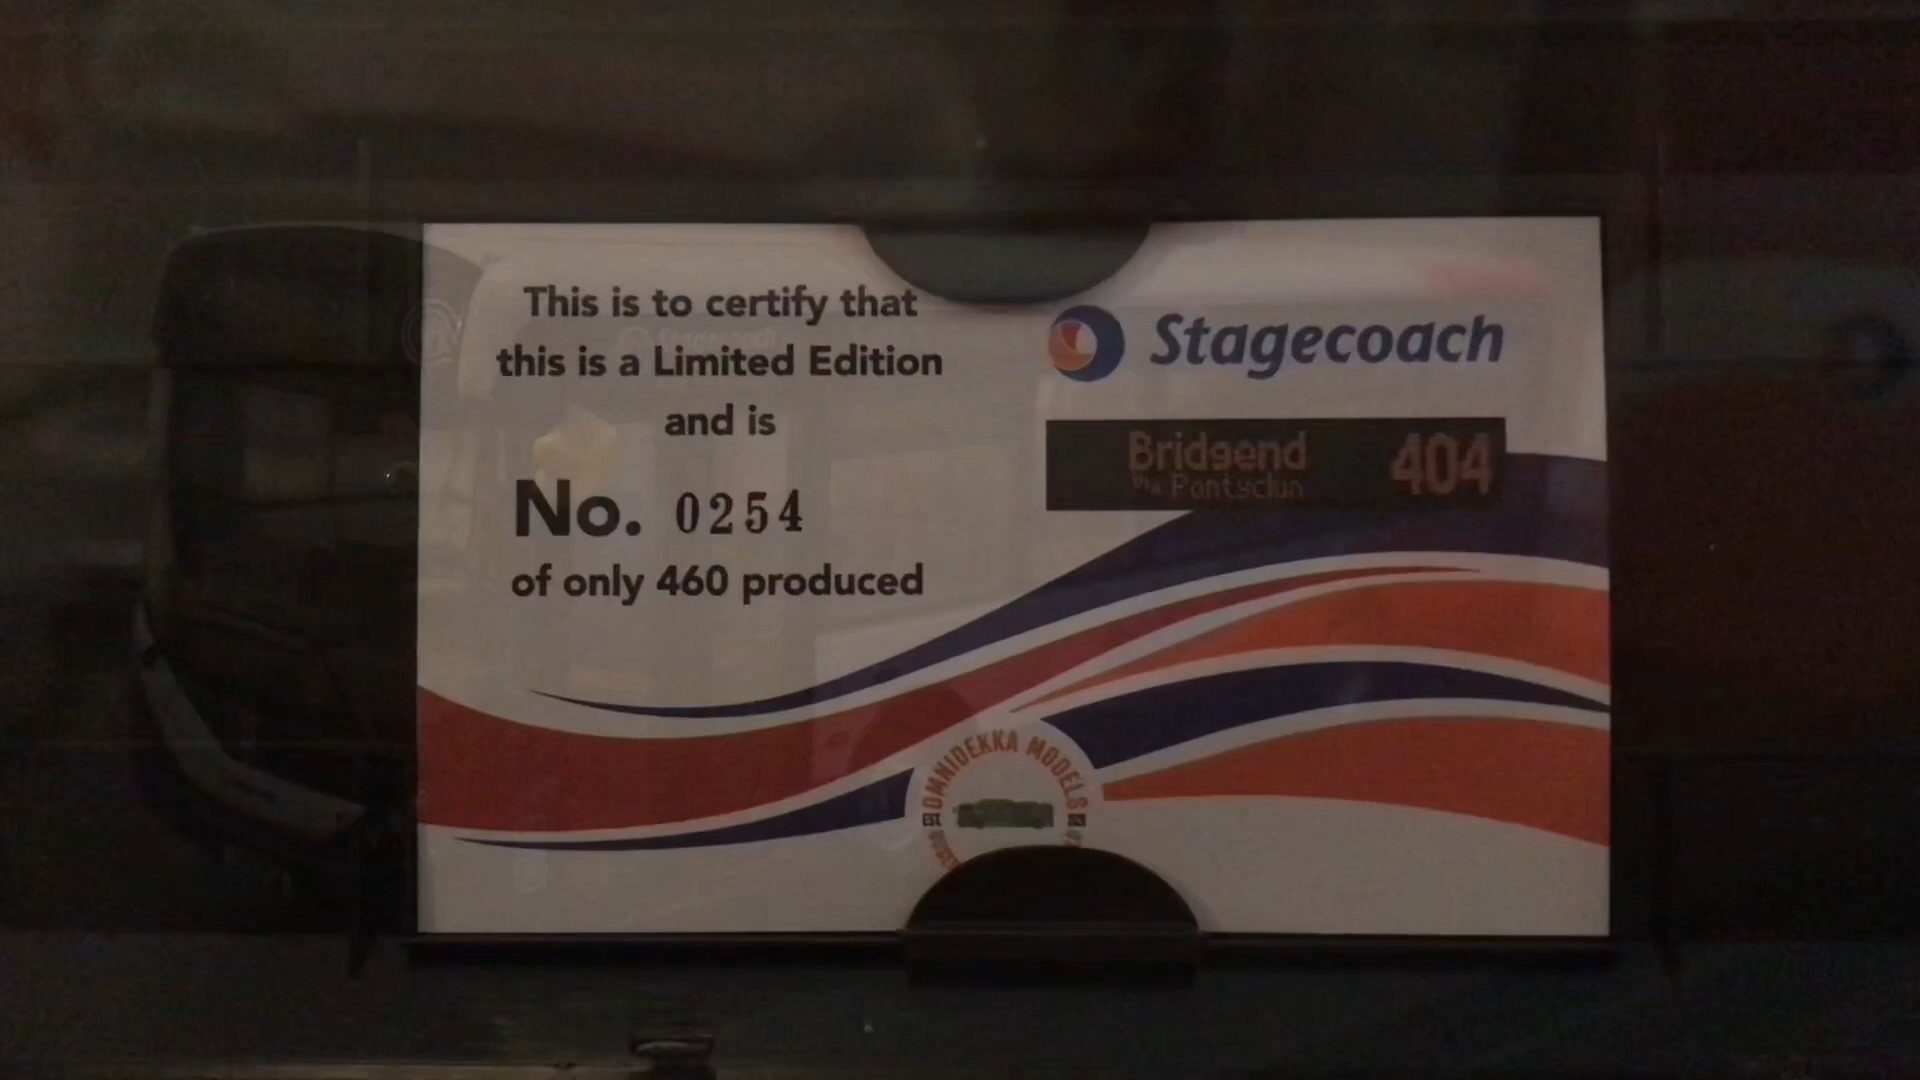 This is to certify that
this is a Limited Edition
and is
No. 0254
of only 460 produced
Stagecoach
Bridgend 404
Via Pontyclun
OMNIDEKKA MODELS